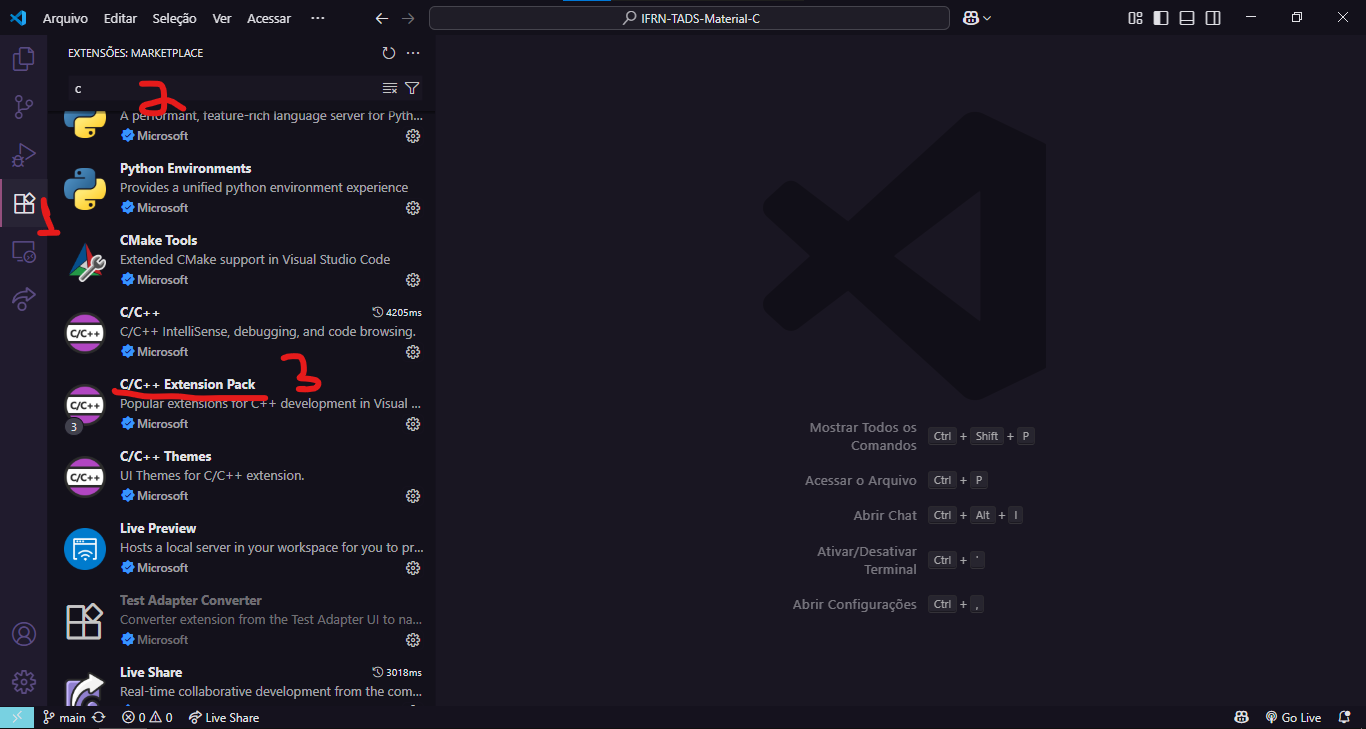 Arquivo Editar Seleção Ver Acessar ··· IFRN-TADS-Material-C
EXTENSÕES: MARKETPLACE
c
2
A performant, feature-rich language server for Pyth...
Microsoft
Python Environments
Provides a unified python environment experience
Microsoft
1
CMake Tools
Extended CMake support in Visual Studio Code
Microsoft
C/C++ 4205ms
C/C++
C/C++ IntelliSense, debugging, and code browsing.
Microsoft
3
C/C++ Extension Pack
C/C++
Popular extensions for C++ development in Visual ...
3
Microsoft
C/C++ Themes
C/C++
UI Themes for C/C++ extension.
Microsoft
Live Preview
Hosts a local server in your workspace for you to pr...
Microsoft
Test Adapter Converter
Converter extension from the Test Adapter UI to na...
Microsoft
Live Share 3018ms
Real-time collaborative development from the com...
Mostrar Todos os
Comandos
Ctrl + Shift + P
Acessar o Arquivo Ctrl + P
Abrir Chat Ctrl + Alt + I
Ativar/Desativar
Terminal
Ctrl + '
Abrir Configurações Ctrl + ,
main 0 0 Live Share Go Live